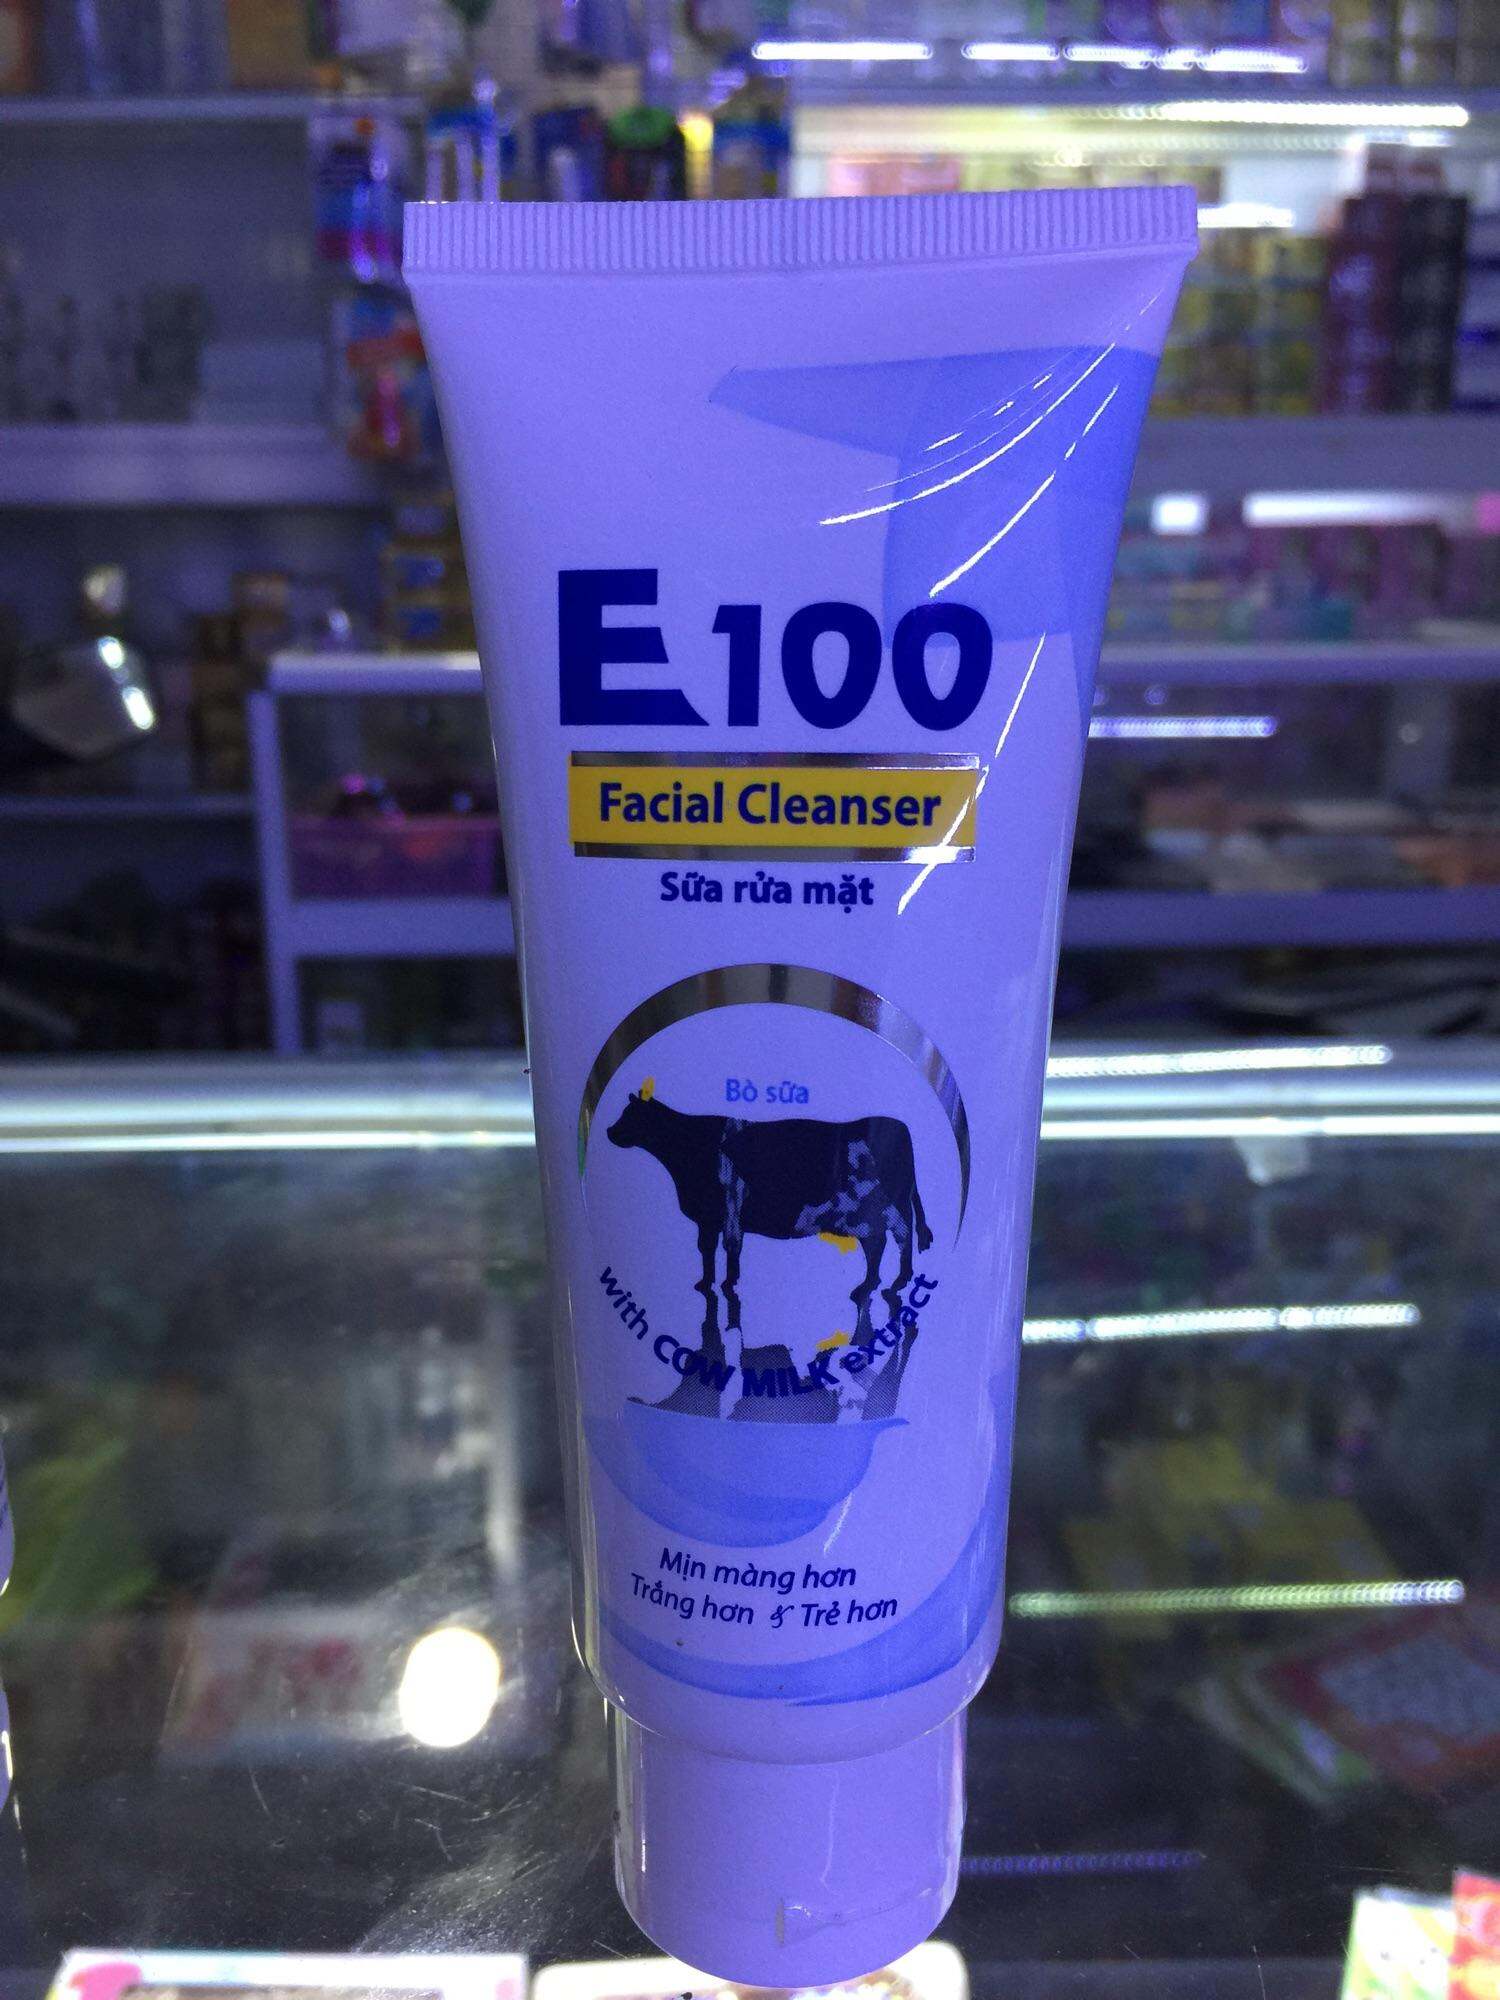 E100
Facial Cleanser
Sữa rửa mặt
Bò sữa
with COW MILK extract
Mịn màng hơn
Trắng hơn & Trẻ hơn